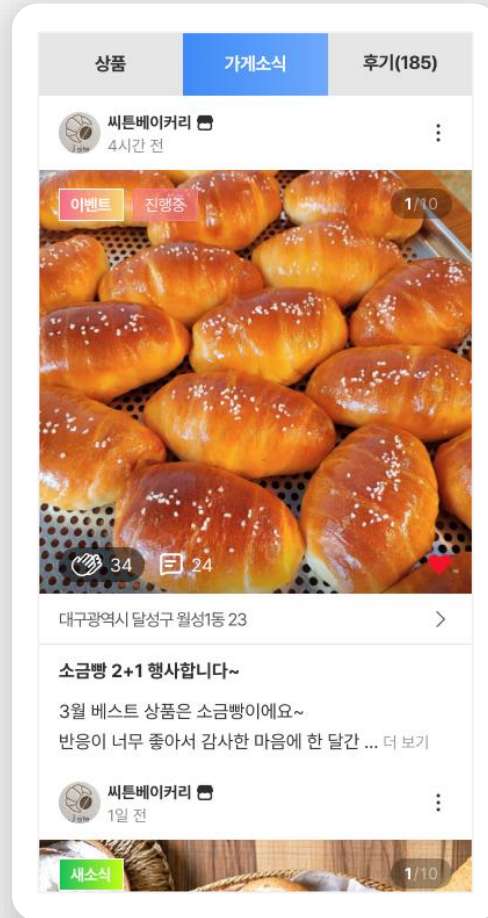 상품
가게소식
후기(185)
씨튼베이커리
4시간 전
이벤트
진행중
1/10
34
24
대구광역시 달성구 월성1동 23
소금빵 2+1 행사합니다~
3월 베스트 상품은 소금빵이에요~
반응이 너무 좋아서 감사한 마음에 한 달간 ... 더 보기
씨튼베이커리
1일 전
새소식
1/10